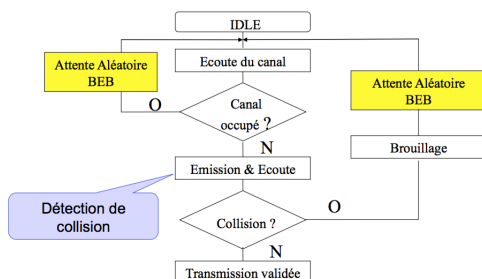 IDLE
Ecoute du canal
Attente Aléatoire
BEB
Attente Aléatoire
BEB
O
Canal
occupé ?
N
Brouillage
Emission & Ecoute
Détection de
collision
O
Collision ?
N
Transmission validée